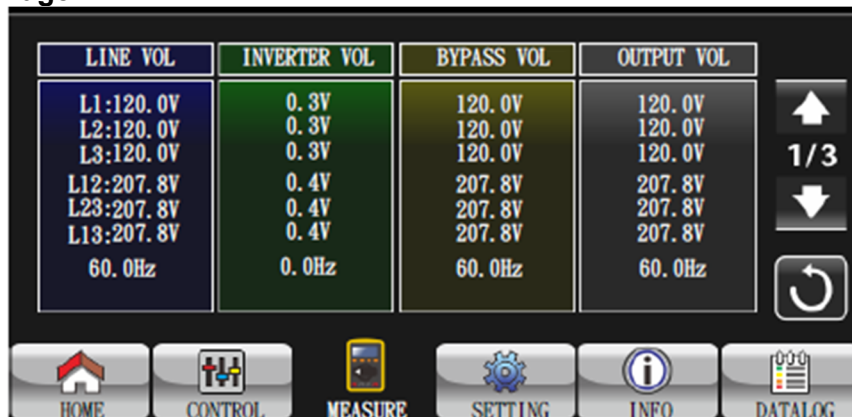 LINE VOL INVERTER VOL BYPASS VOL OUTPUT VOL
L1:120.0V 0.3V 120.0V 120.0V
L2:120.0V 0.3V 120.0V 120.0V
L3:120.0V 0.3V 120.0V 120.0V
1/3
L12:207.8V 0.4V 207.8V 207.8V
L23:207.8V 0.4V 207.8V 207.8V
L13:207.8V 0.4V 207.8V 207.8V
60.0Hz 0.0Hz 60.0Hz 60.0Hz
HOME CONTROL MEASURE SETTING INFO DATALOG